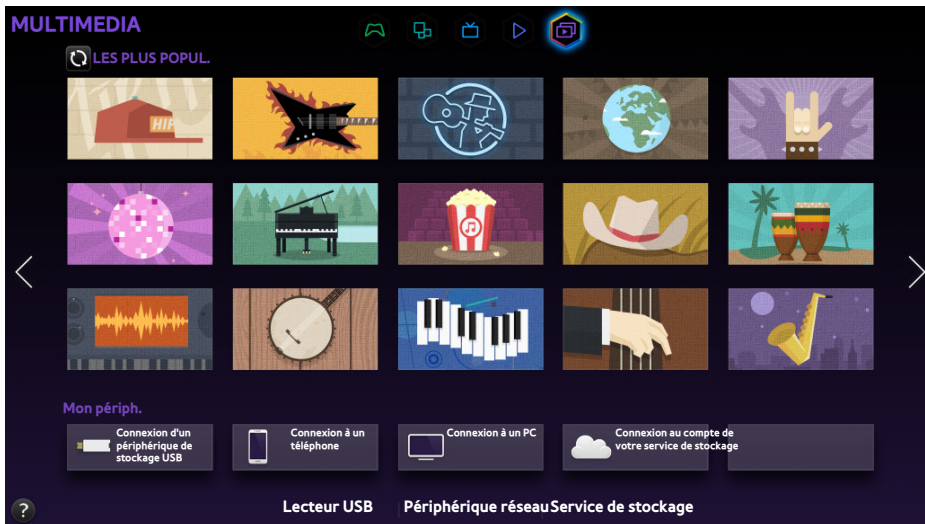 MULTIMEDIA
LES PLUS POPUL.
HIP
Mon périph.
Connexion d'un
périphérique de
stockage USB
Connexion à un
téléphone
Connexion à un PC
Connexion au compte de
votre service de stockage
?
Lecteur USB
Périphérique réseau
Service de stockage